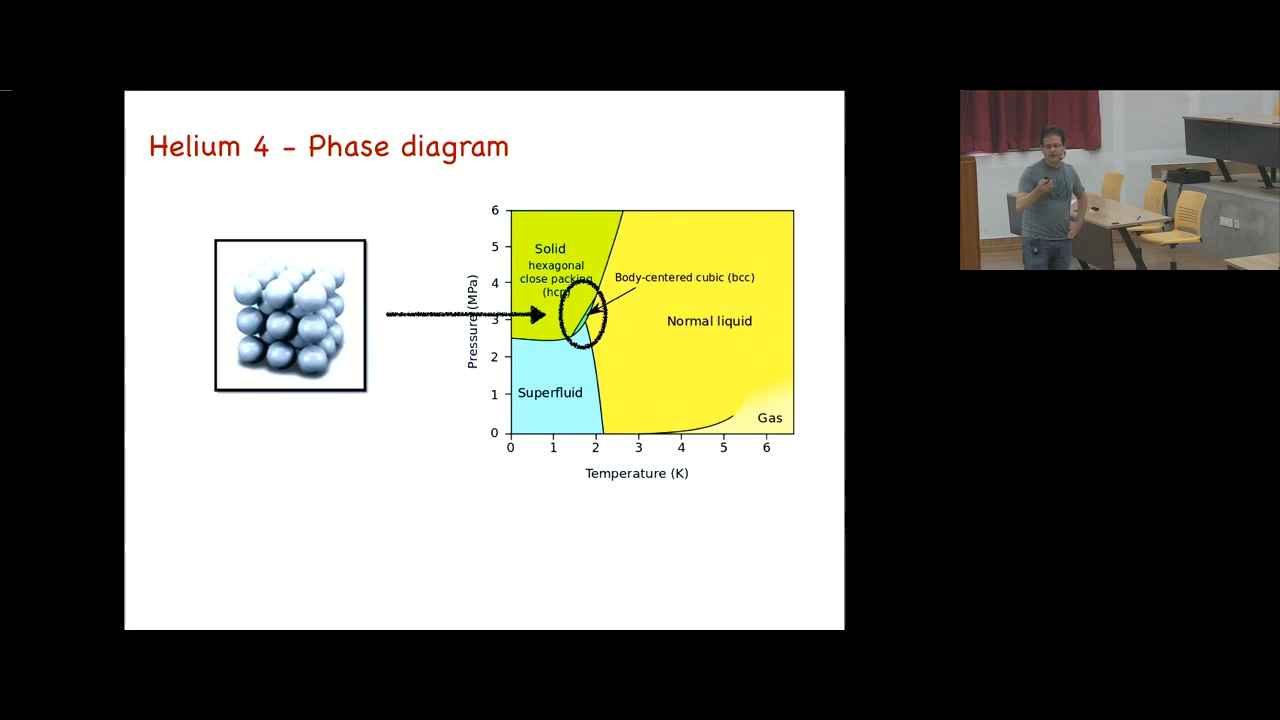 Helium 4 - Phase diagram
6
5
4
3
2
1
0
Pressure (MPa)
Solid
hexagonal
close packing
(hcp)
Body-centered cubic (bcc)
Normal liquid
Superfluid
Gas
0 1 2 3 4 5 6
Temperature (K)